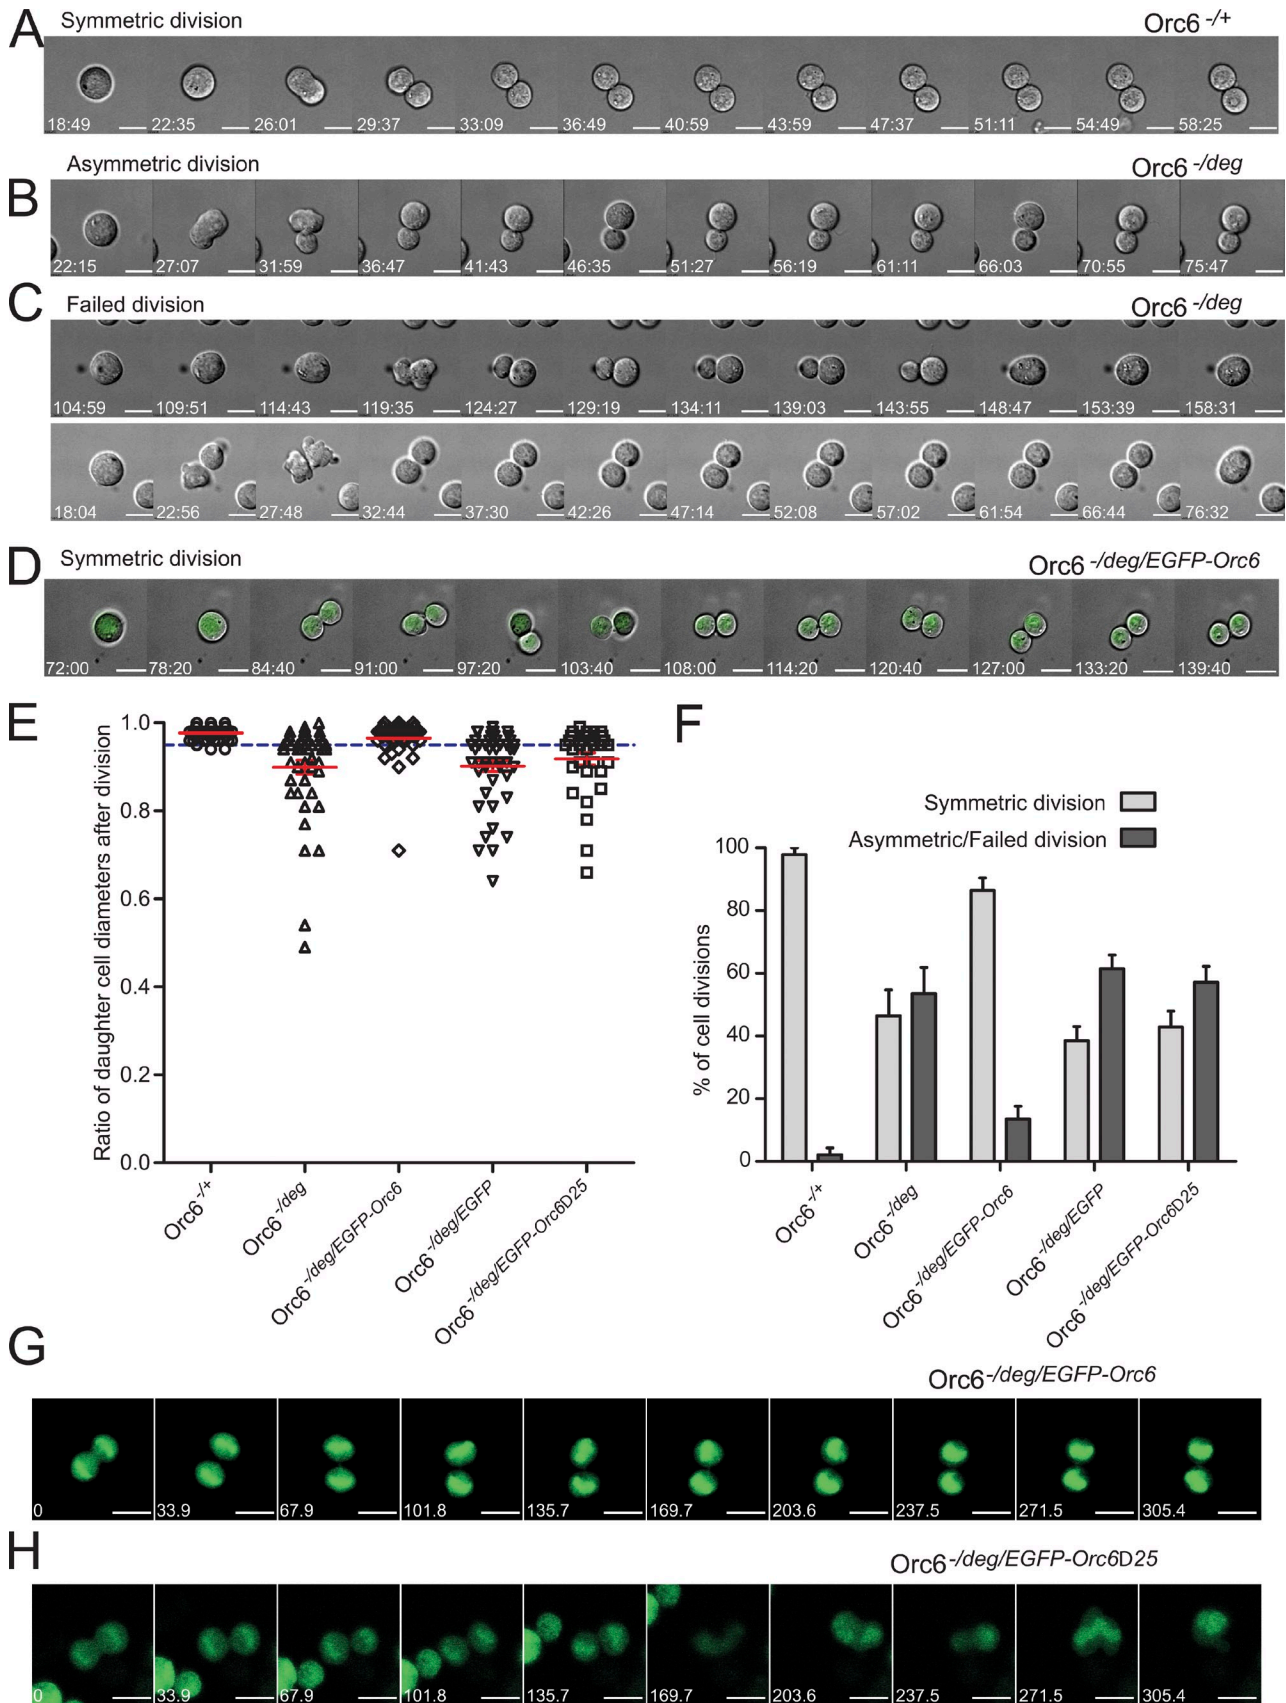 A
Symmetric division
Orc6 -/+
18:49 22:35 26:01 29:37 33:09 36:49 40:59 43:59 47:37 51:11 54:49 58:25
B
Asymmetric division
Orc6 -/deg
22:15 27:07 31:59 36:47 41:43 46:35 51:27 56:19 61:11 66:03 70:55 75:47
C
Failed division
Orc6 -/deg
104:59 109:51 114:43 119:35 124:27 129:19 134:11 139:03 143:55 148:47 153:39 158:31
18:04 22:56 27:48 32:44 37:30 42:26 47:14 52:08 57:02 61:54 66:44 76:32
D
Symmetric division
Orc6 -/deg/EGFP-Orc6
72:00 78:20 84:40 91:00 97:20 103:40 108:00 114:20 120:40 127:00 133:20 139:40
E
Ratio of daughter cell diameters after division
1.0
0.8
0.6
0.4
0.2
0.0
Orc6 -/+
Orc6 -/deg
Orc6 -/deg/EGFP-Orc6
Orc6 -/deg/EGFP
Orc6 -/deg/EGFP-Orc6D25
F
Symmetric division
Asymmetric/Failed division
% of cell divisions
100
80
60
40
20
0
Orc6 -/+
Orc6 -/deg
Orc6 -/deg/EGFP-Orc6
Orc6 -/deg/EGFP
Orc6 -/deg/EGFP-Orc6D25
G
Orc6 -/deg/EGFP-Orc6
0 33.9 67.9 101.8 135.7 169.7 203.6 237.5 271.5 305.4
H
Orc6 -/deg/EGFP-Orc6D25
0 33.9 67.9 101.8 135.7 169.7 203.6 237.5 271.5 305.4